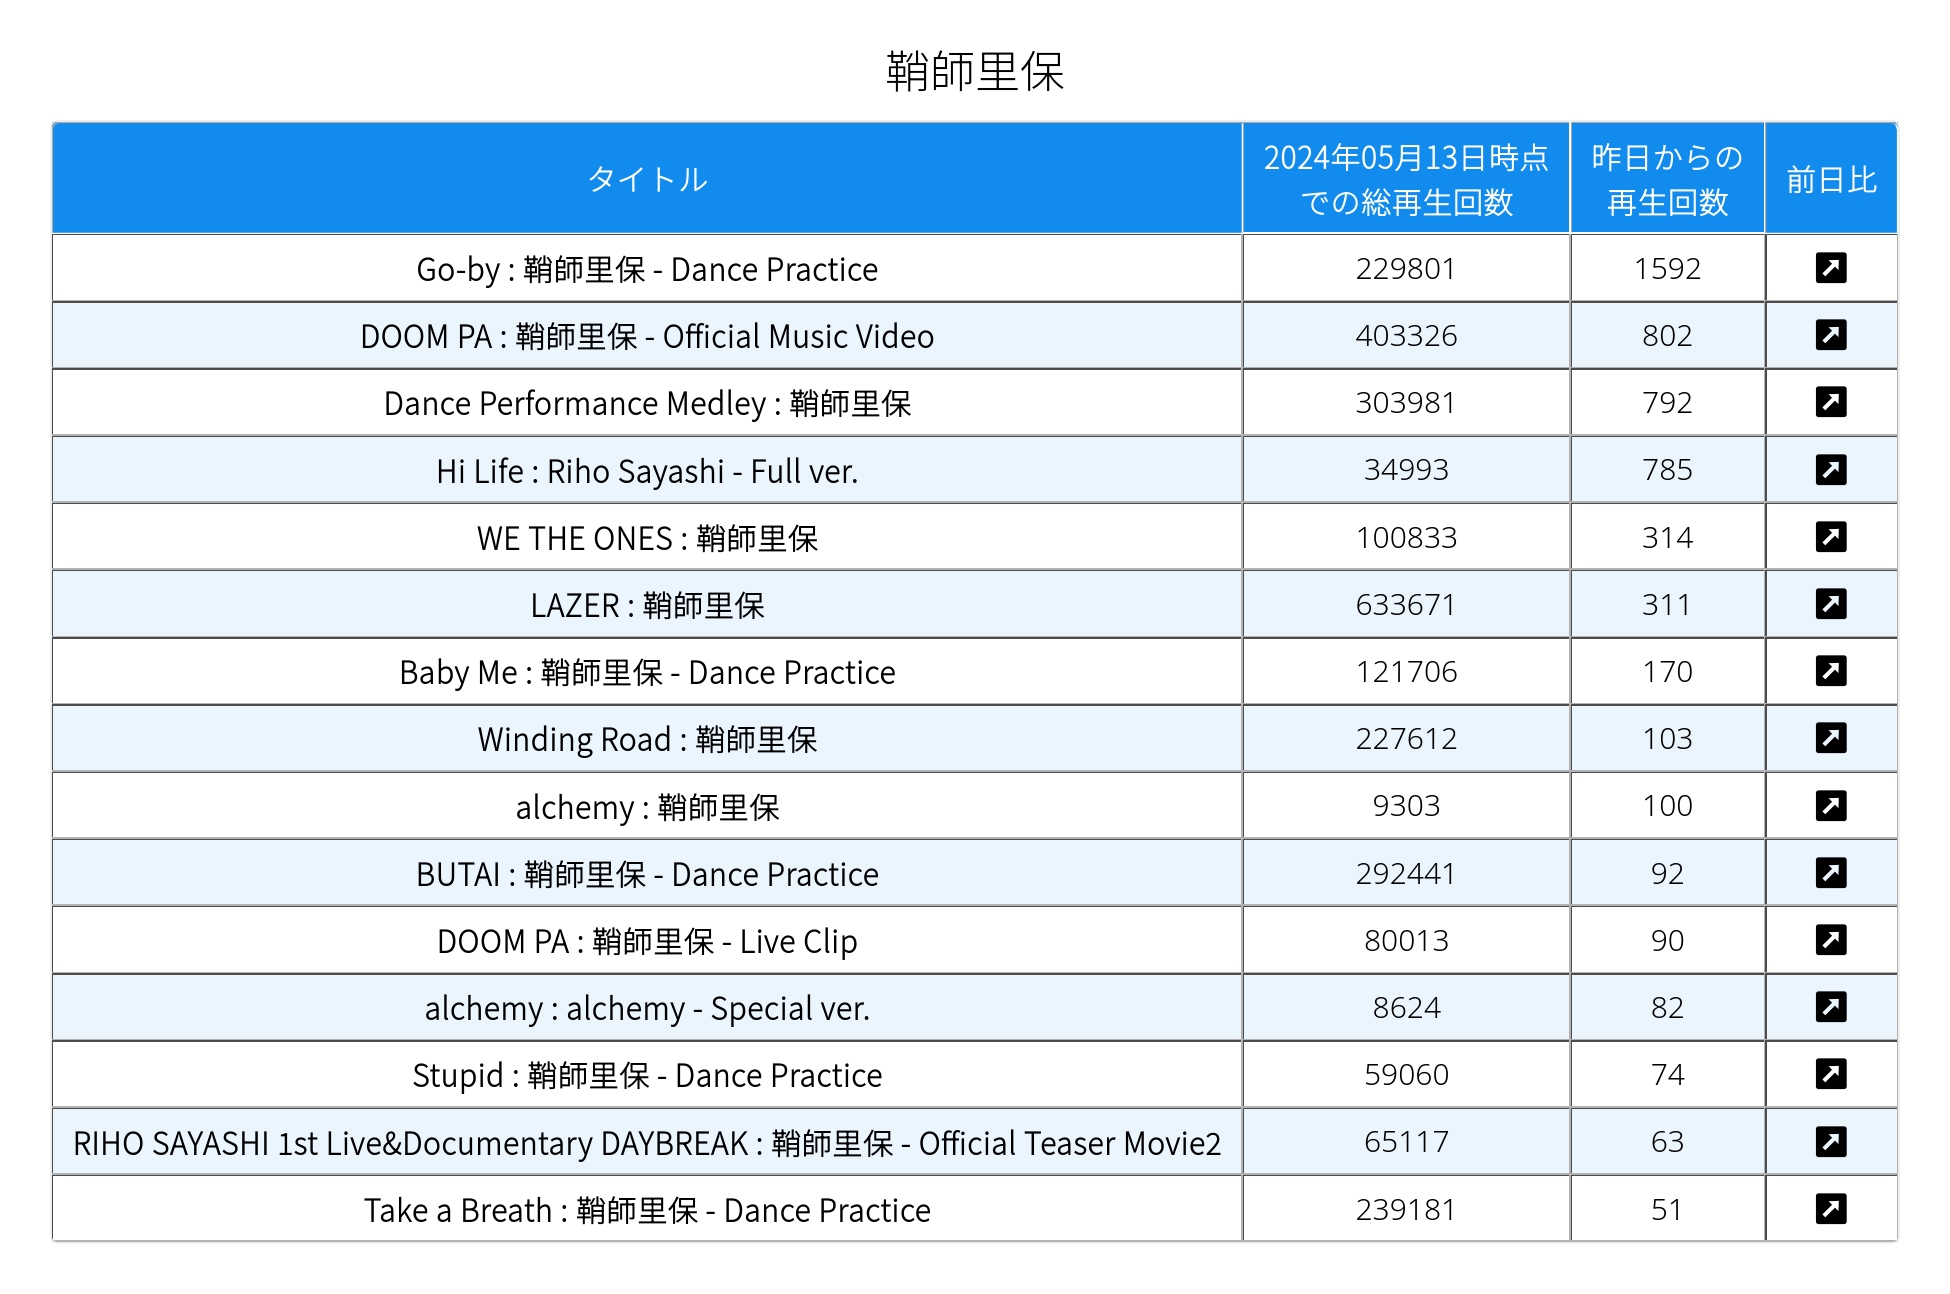 鞘師里保
タイトル
2024年05月13日時点
での総再生回数
昨日からの
再生回数
前日比
Go-by : 鞘師里保 - Dance Practice 229801 1592
DOOM PA : 鞘師里保 - Official Music Video 403326 802
Dance Performance Medley : 鞘師里保 303981 792
Hi Life : Riho Sayashi - Full ver. 34993 785
WE THE ONES : 鞘師里保 100833 314
LAZER : 鞘師里保 633671 311
Baby Me : 鞘師里保 - Dance Practice 121706 170
Winding Road : 鞘師里保 227612 103
alchemy : 鞘師里保 9303 100
BUTAI : 鞘師里保 - Dance Practice 292441 92
DOOM PA : 鞘師里保 - Live Clip 80013 90
alchemy : alchemy - Special ver. 8624 82
Stupid : 鞘師里保 - Dance Practice 59060 74
RIHO SAYASHI 1st Live&Documentary DAYBREAK : 鞘師里保 - Official Teaser Movie2 65117 63
Take a Breath : 鞘師里保 - Dance Practice 239181 51